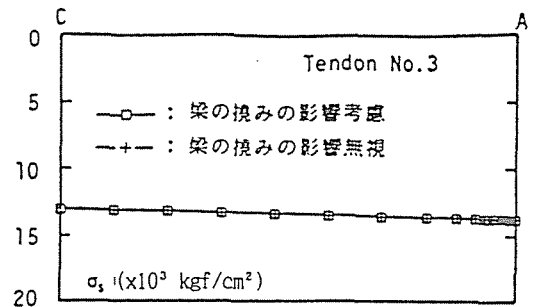 C A
0
Tendon No.3
5
—□— : 梁の撓みの影響考慮
—+— : 梁の撓みの影響無視
10
15
σs (x10³ kgf/cm²)
20